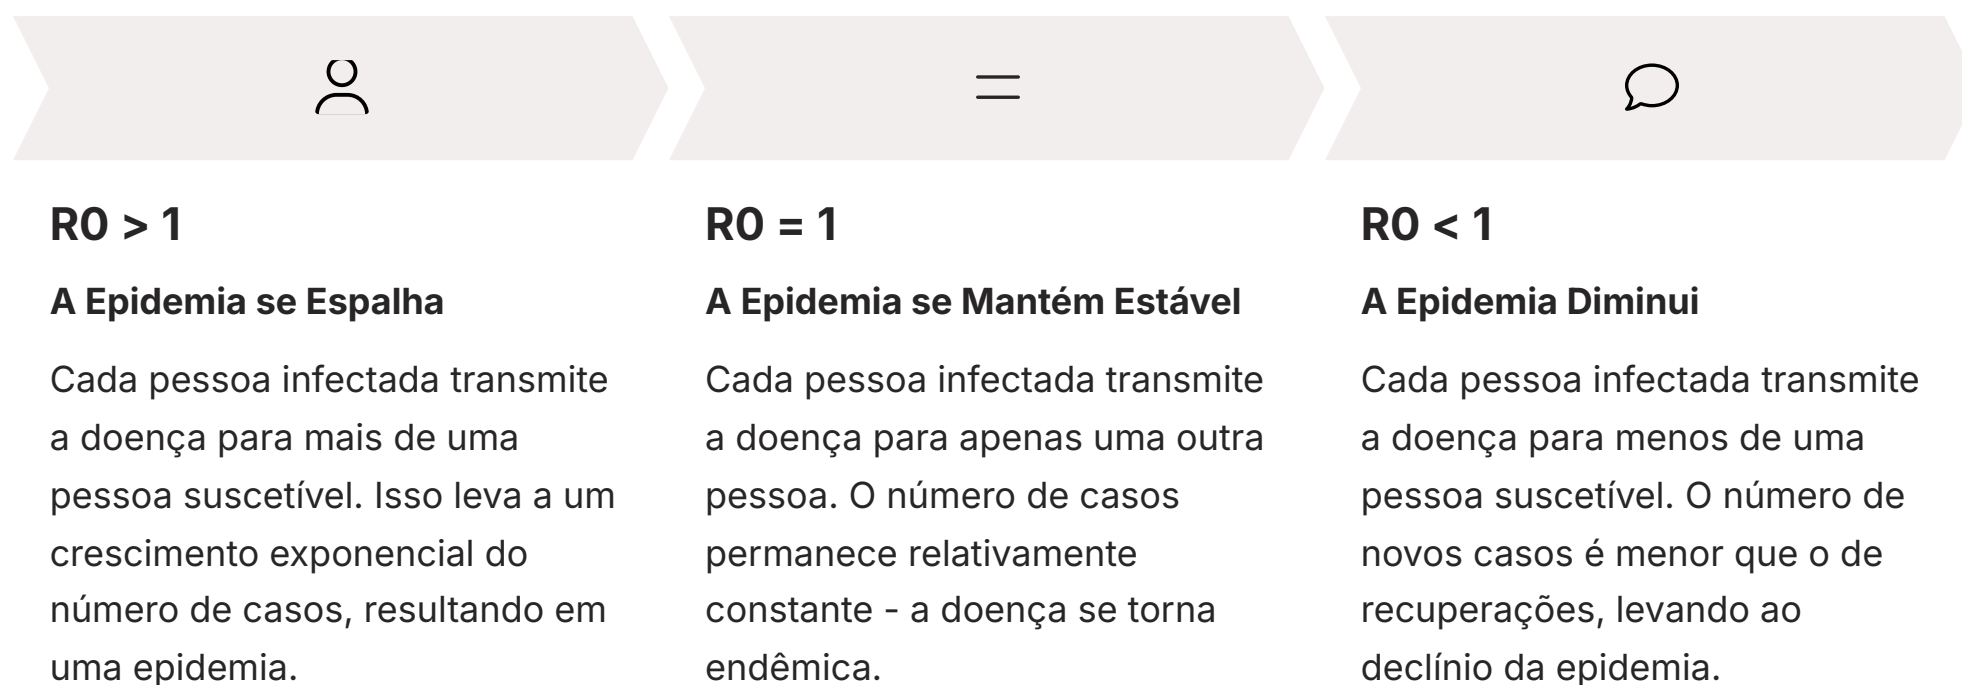 R0 > 1
A Epidemia se Espalha
Cada pessoa infectada transmite
a doença para mais de uma
pessoa suscetível. Isso leva a um
crescimento exponencial do
número de casos, resultando em
uma epidemia.
R0 = 1
A Epidemia se Mantém Estável
Cada pessoa infectada transmite
a doença para apenas uma outra
pessoa. O número de casos
permanece relativamente
constante - a doença se torna
endêmica.
R0 < 1
A Epidemia Diminui
Cada pessoa infectada transmite
a doença para menos de uma
pessoa suscetível. O número de
novos casos é menor que o de
recuperações, levando ao
declínio da epidemia.